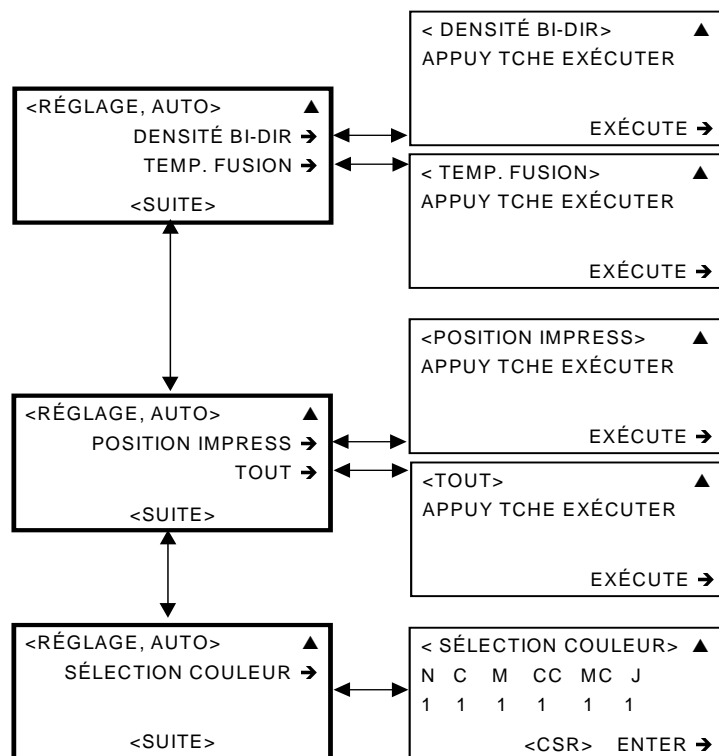 <RÉGLAGE, AUTO> ▲
DENSITÉ BI-DIR →
TEMP. FUSION →
<SUITE>
< DENSITÉ BI-DIR> ▲
APPUY TCHE EXÉCUTER
EXÉCUTE →
< TEMP. FUSION> ▲
APPUY TCHE EXÉCUTER
EXÉCUTE →
<RÉGLAGE, AUTO> ▲
POSITION IMPRESS →
TOUT →
<SUITE>
<POSITION IMPRESS> ▲
APPUY TCHE EXÉCUTER
EXÉCUTE →
<TOUT> ▲
APPUY TCHE EXÉCUTER
EXÉCUTE →
<RÉGLAGE, AUTO> ▲
SÉLECTION COULEUR →
<SUITE>
< SÉLECTION COULEUR> ▲
N C M CC MC J
1 1 1 1 1 1
<CSR> ENTER →